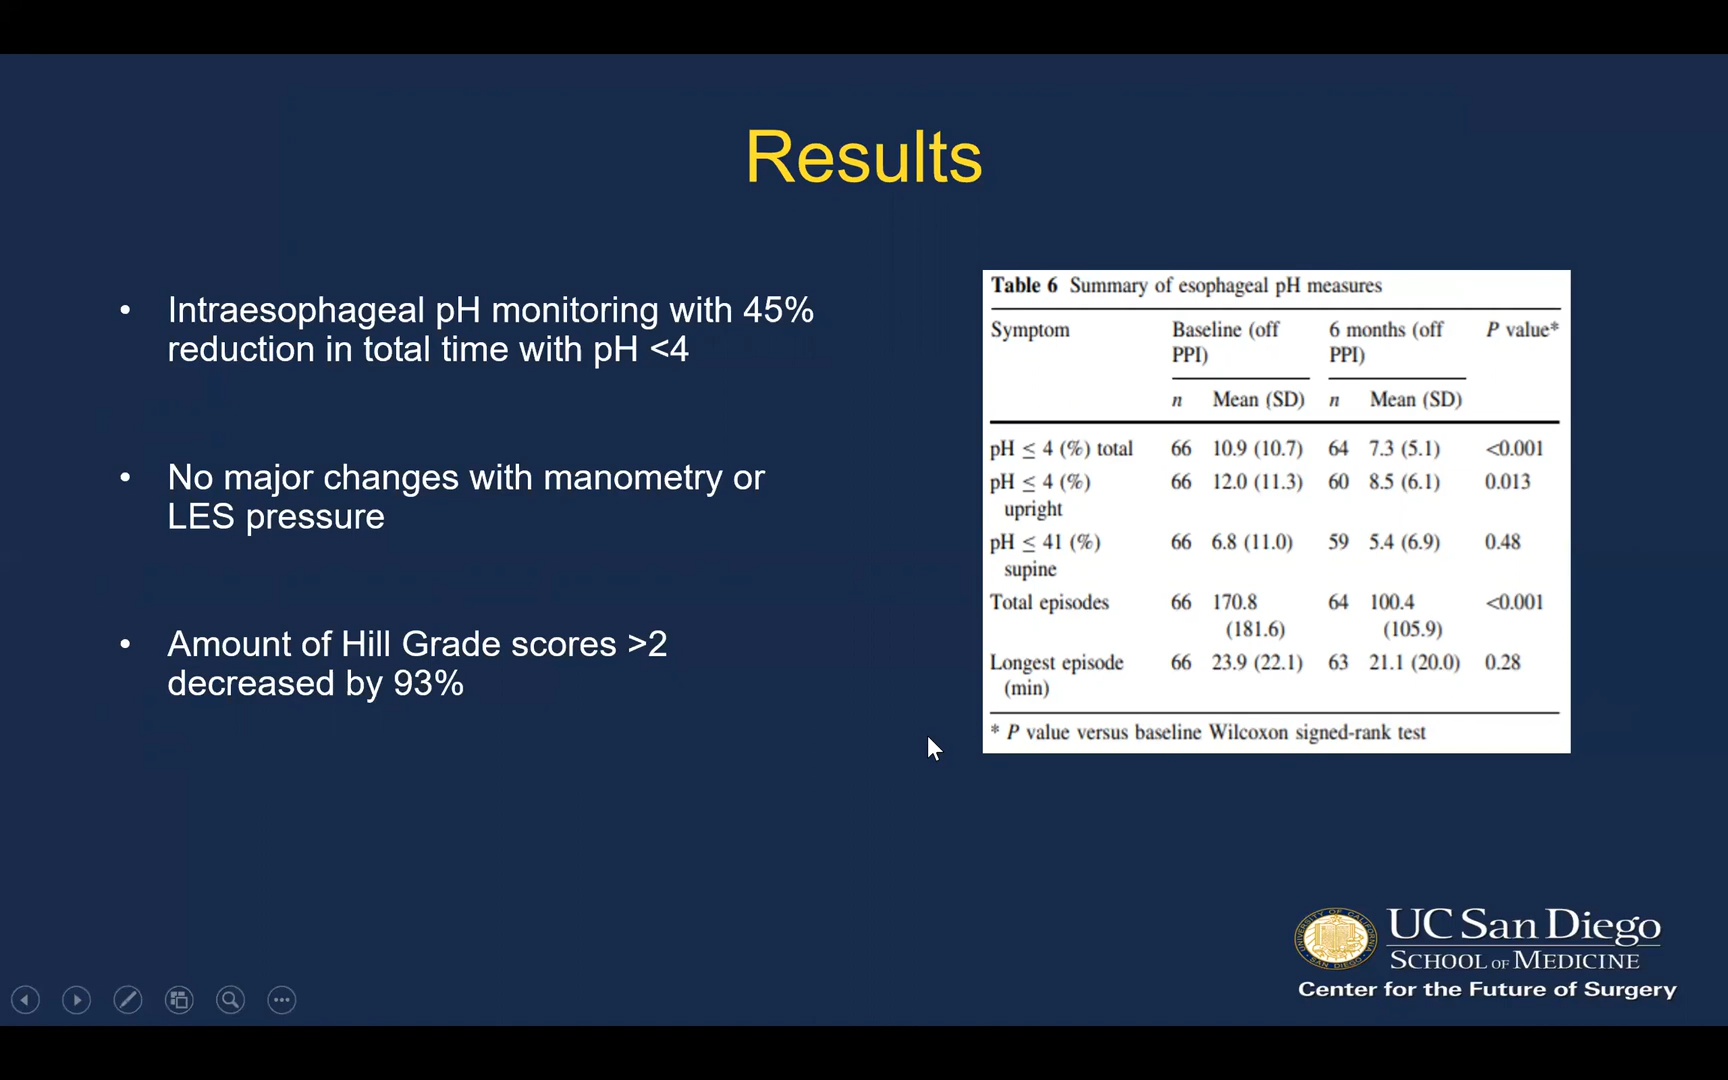 Results
• Intraesophageal pH monitoring with 45%
reduction in total time with pH <4
• No major changes with manometry or
LES pressure
• Amount of Hill Grade scores >2
decreased by 93%
Table 6 Summary of esophageal pH measures
Symptom Baseline (off 6 months (off P value*
PPI) PPI)
n Mean (SD) n Mean (SD)
pH ≤ 4 (%) total 66 10.9 (10.7) 64 7.3 (5.1) <0.001
pH ≤ 4 (%) 66 12.0 (11.3) 60 8.5 (6.1) 0.013
upright
pH ≤ 41 (%) 66 6.8 (11.0) 59 5.4 (6.9) 0.48
supine
Total episodes 66 170.8 64 100.4 <0.001
(181.6) (105.9)
Longest episode 66 23.9 (22.1) 63 21.1 (20.0) 0.28
(min)
* P value versus baseline Wilcoxon signed-rank test
UC San Diego
SCHOOL OF MEDICINE
Center for the Future of Surgery